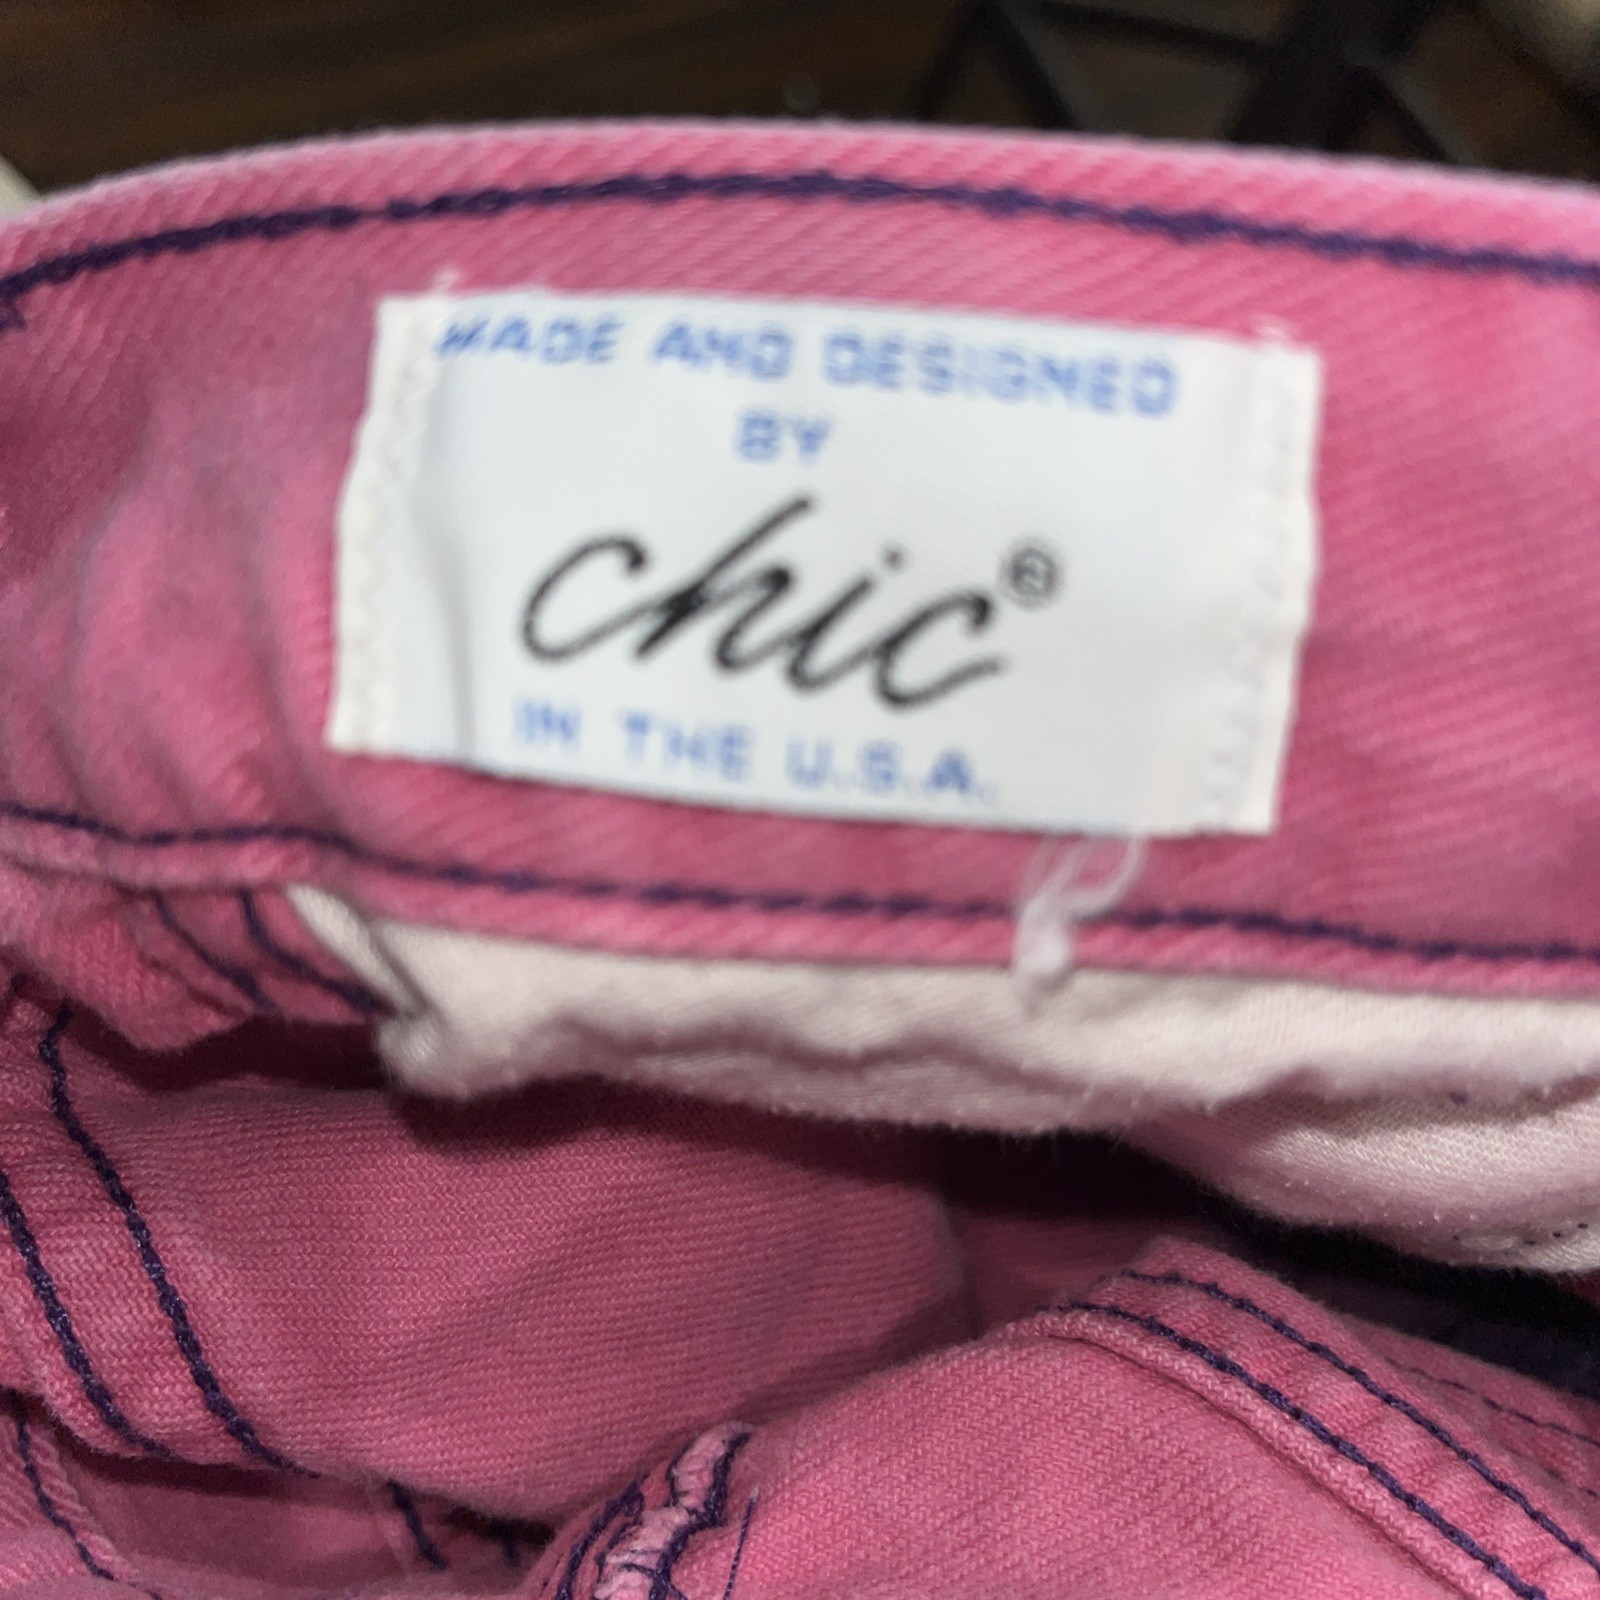 MADE AND DESIGNED
BY
chic®
IN THE U.S.A.